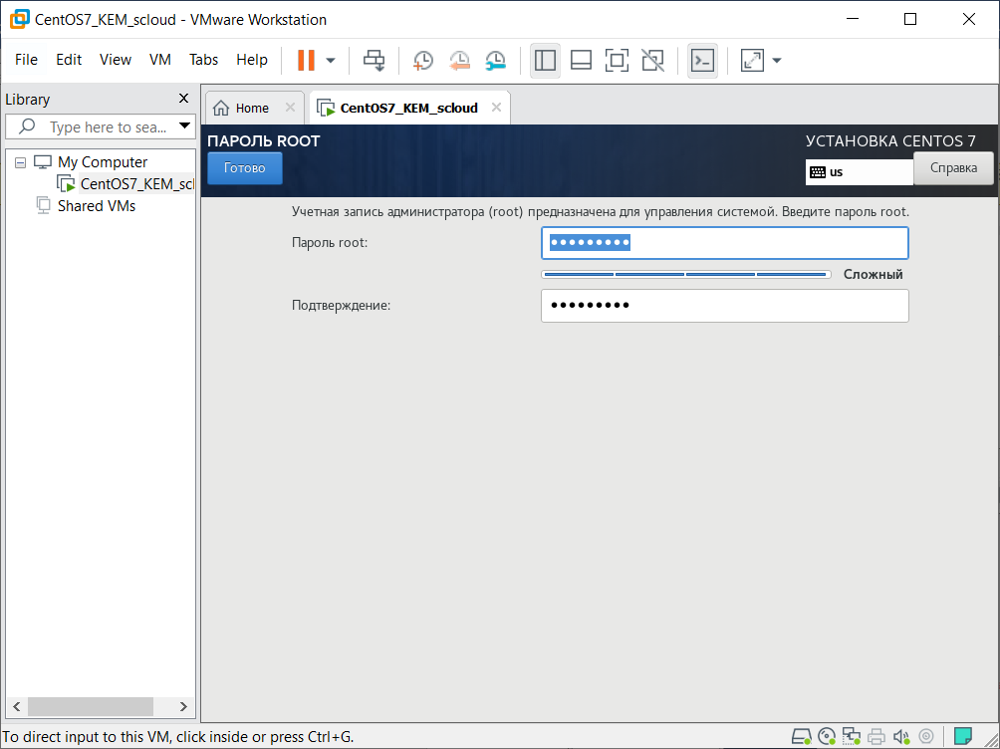 CentOS7_KEM_scloud - VMware Workstation
File Edit View VM Tabs Help
Library
Type here to sea...
My Computer
CentOS7_KEM_scl
Shared VMs
Home
CentOS7_KEM_scloud
ПАРОЛЬ ROOT
УСТАНОВКА CENTOS 7
Готово
us
Справка
Учетная запись администратора (root) предназначена для управления системой. Введите пароль root.
Пароль root:
●●●●●●●●●
Сложный
Подтверждение:
●●●●●●●●●
To direct input to this VM, click inside or press Ctrl+G.